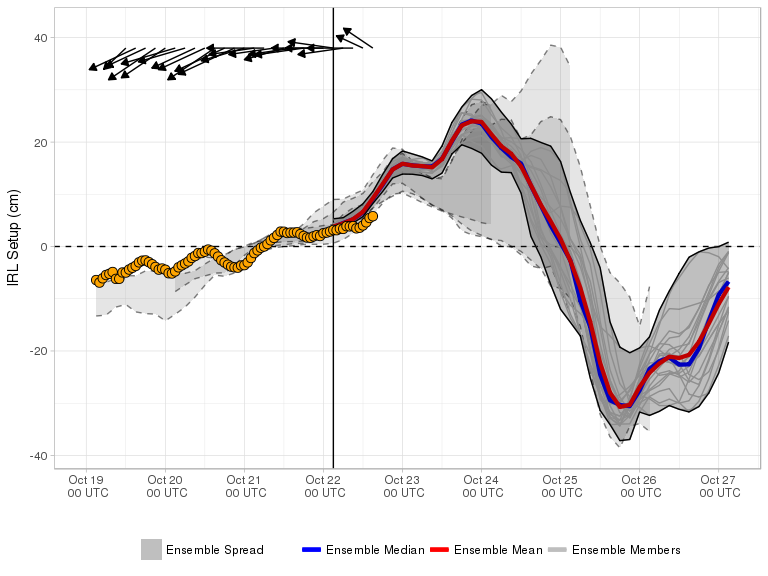 IRL Setup (cm)
40
20
0
-20
-40
Oct 19
00 UTC
Oct 20
00 UTC
Oct 21
00 UTC
Oct 22
00 UTC
Oct 23
00 UTC
Oct 24
00 UTC
Oct 25
00 UTC
Oct 26
00 UTC
Oct 27
00 UTC
Ensemble Spread
Ensemble Median
Ensemble Mean
Ensemble Members